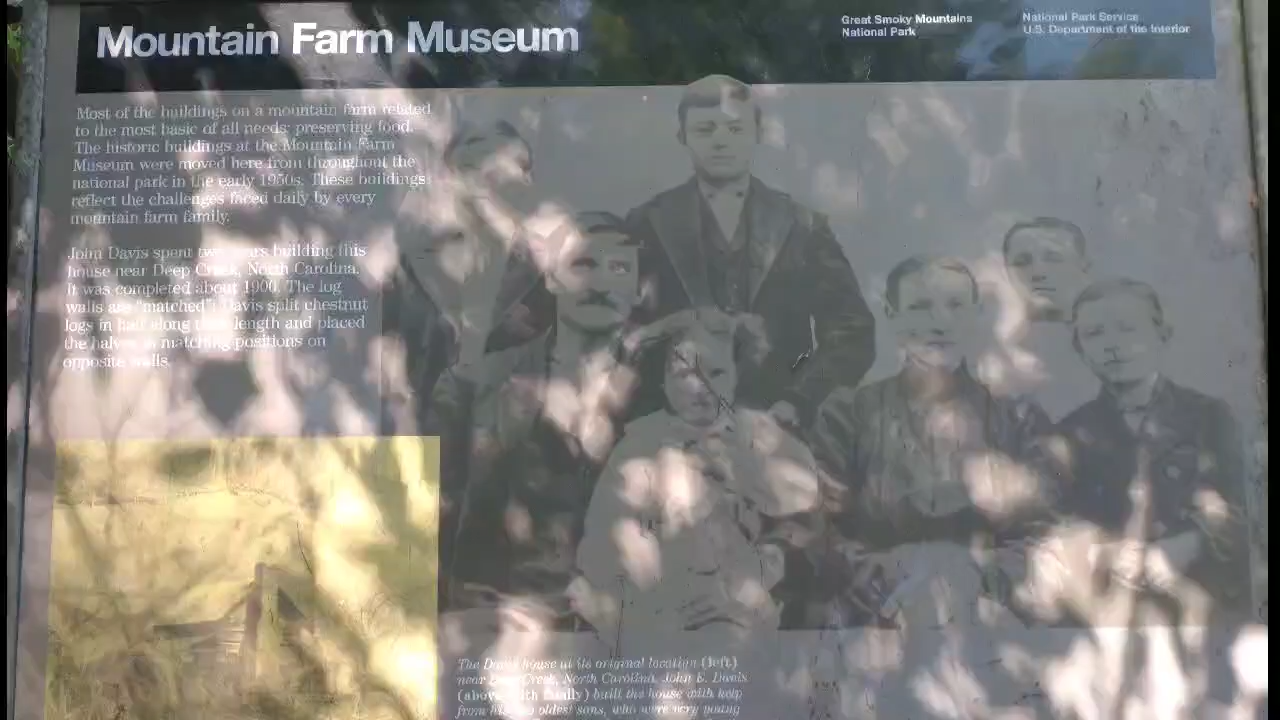 Mountain Farm Museum
Great Smoky Mountains
National Park
National Park Service
U.S. Department of the Interior
Most of the buildings on a mountain farm related
to the most basic of all needs: preserving food.
The historic buildings at the Mountain Farm
Museum were moved here from throughout the
national park in the early 1950s. These buildings
reflect the challenges faced daily by every
mountain farm family.
John Davis spent two years building this
house near Deep Creek, North Carolina.
It was completed about 1900. The log
walls are "matched"; Davis split chestnut
logs in half along their length and placed
the halves in matching positions on
opposite walls.
The Davis house at its original location (left)
near Deep Creek, North Carolina. John E. Davis
(above with family) built the house with help
from his two oldest sons, who were very young